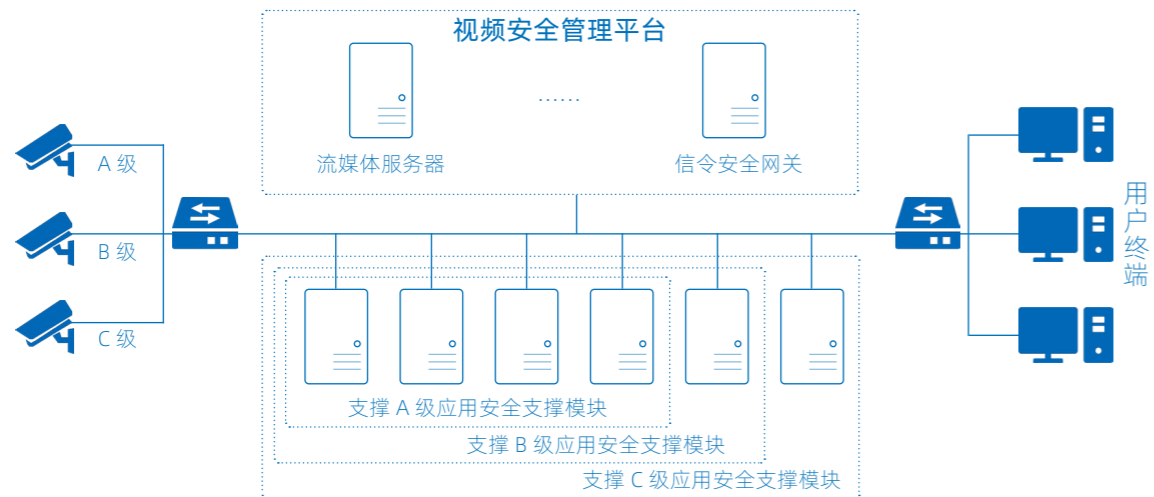 视频安全管理平台
......
流媒体服务器
信令安全网关
A 级
B 级
C 级
用户终端
支撑 A 级应用安全支撑模块
支撑 B 级应用安全支撑模块
支撑 C 级应用安全支撑模块